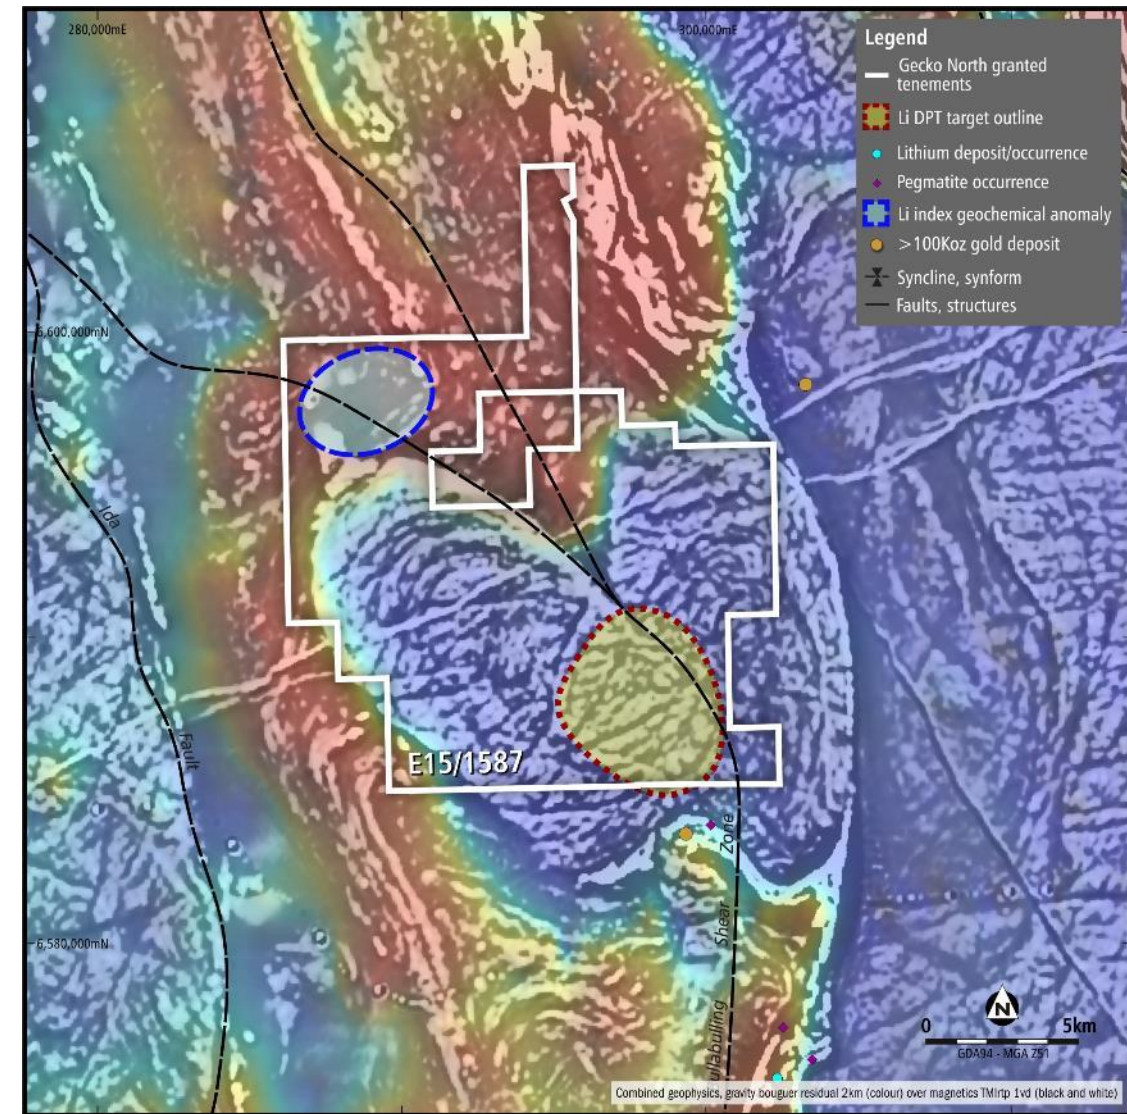 280,000mE
300,000mE
Legend
Gecko North granted
tenements
Li DPT target outline
Lithium deposit/occurrence
Pegmatite occurrence
Li index geochemical anomaly
>100Koz gold deposit
Syncline, synform
Faults, structures
6,600,000mN
Ida
Fault
E15/1587
Zone
Shear
ullabulling
6,580,000mN
N
0 5km
GDA94 - MGA Z51
Combined geophysics, gravity bouguer residual 2km (colour) over magnetics TMIrtp 1vd (black and white)